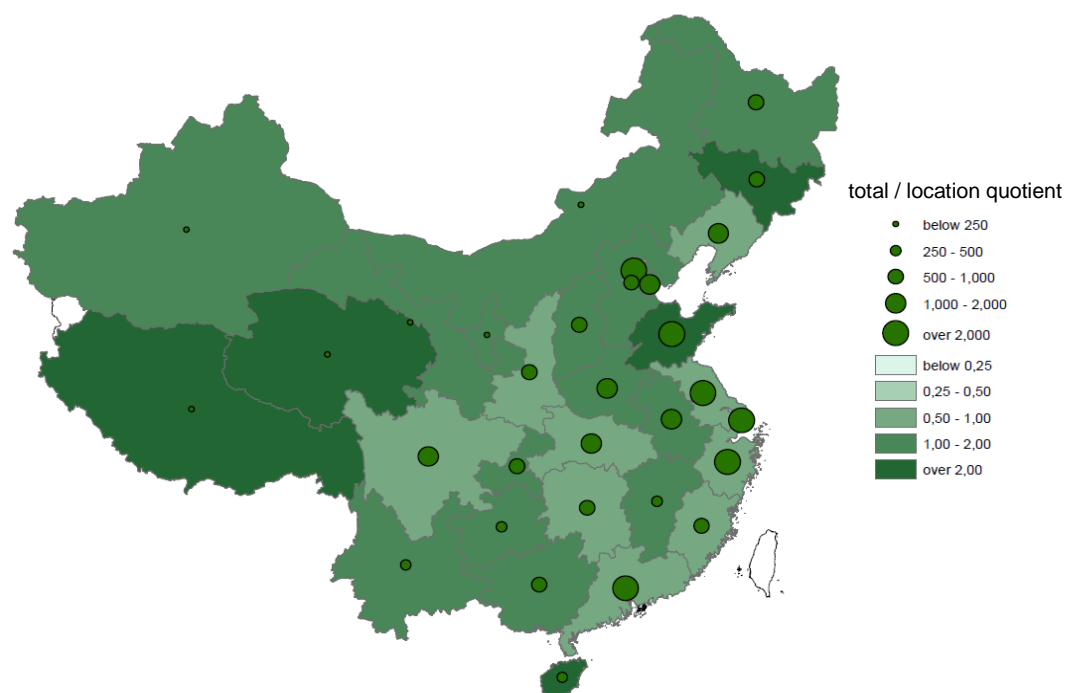 total / location quotient
below 250
250 - 500
500 - 1,000
1,000 - 2,000
over 2,000
below 0,25
0,25 - 0,50
0,50 - 1,00
1,00 - 2,00
over 2,00